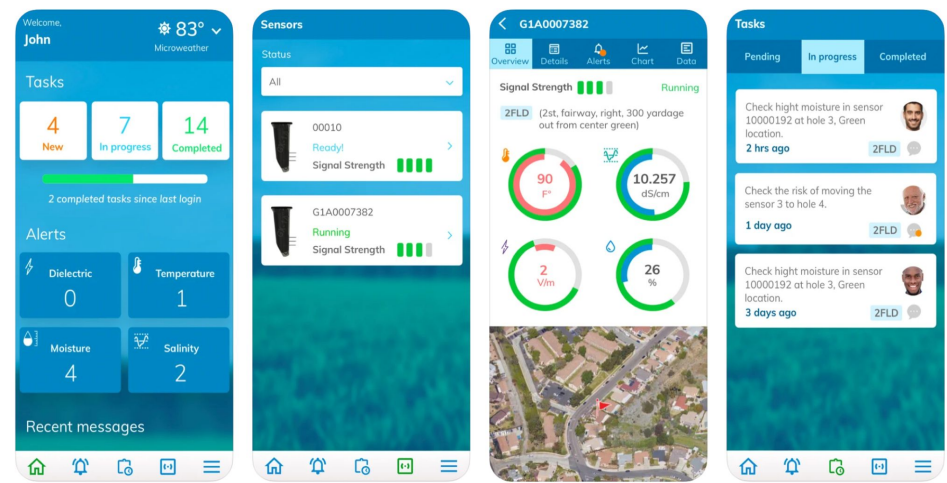 Welcome,
John
83°
Microweather
Tasks
4
New
7
In progress
14
Completed
2 completed tasks since last login
Alerts
Dielectric
0
Temperature
1
Moisture
4
Salinity
2
Recent messages
Sensors
Status
All
00010
Ready!
Signal Strength
G1A0007382
Running
Signal Strength
G1A0007382
Overview
Details
Alerts
Chart
Data
Signal Strength
Running
2FLD
(2st, fairway, right, 300 yardage
out from center green)
90
F°
10.257
dS/cm
2
V/m
26
%
Tasks
Pending
In progress
Completed
Check hight moisture in sensor
10000192 at hole 3, Green
location.
2 hrs ago
2FLD
Check the risk of moving the
sensor 3 to hole 4.
1 day ago
2FLD
Check hight moisture in sensor
10000192 at hole 3, Green
location.
3 days ago
2FLD